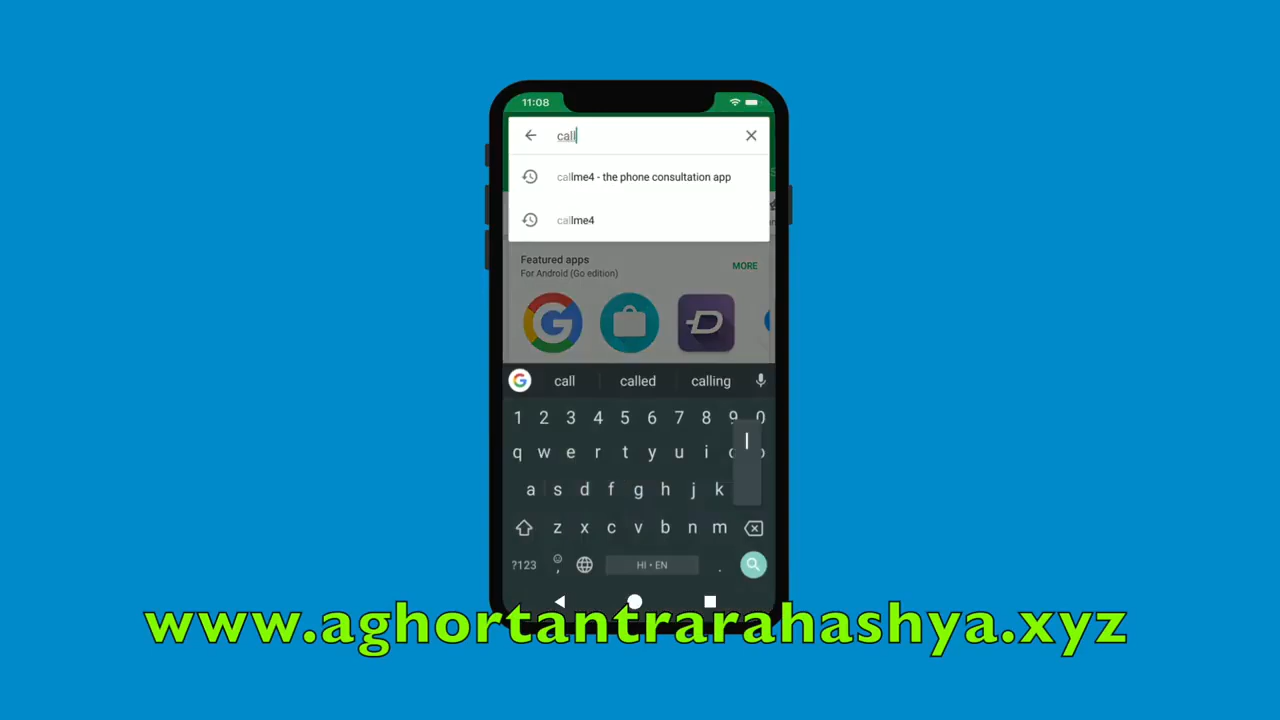 11:08
call
callme4 - the phone consultation app
callme4
Featured apps
For Android (Go edition)
MORE
call called calling
1 2 3 4 5 6 7 8 9 0
q w e r t y u i
l
a s d f g h j k
z x c v b n m
?123 , HI • EN .
www.aghortantrarahashya.xyz